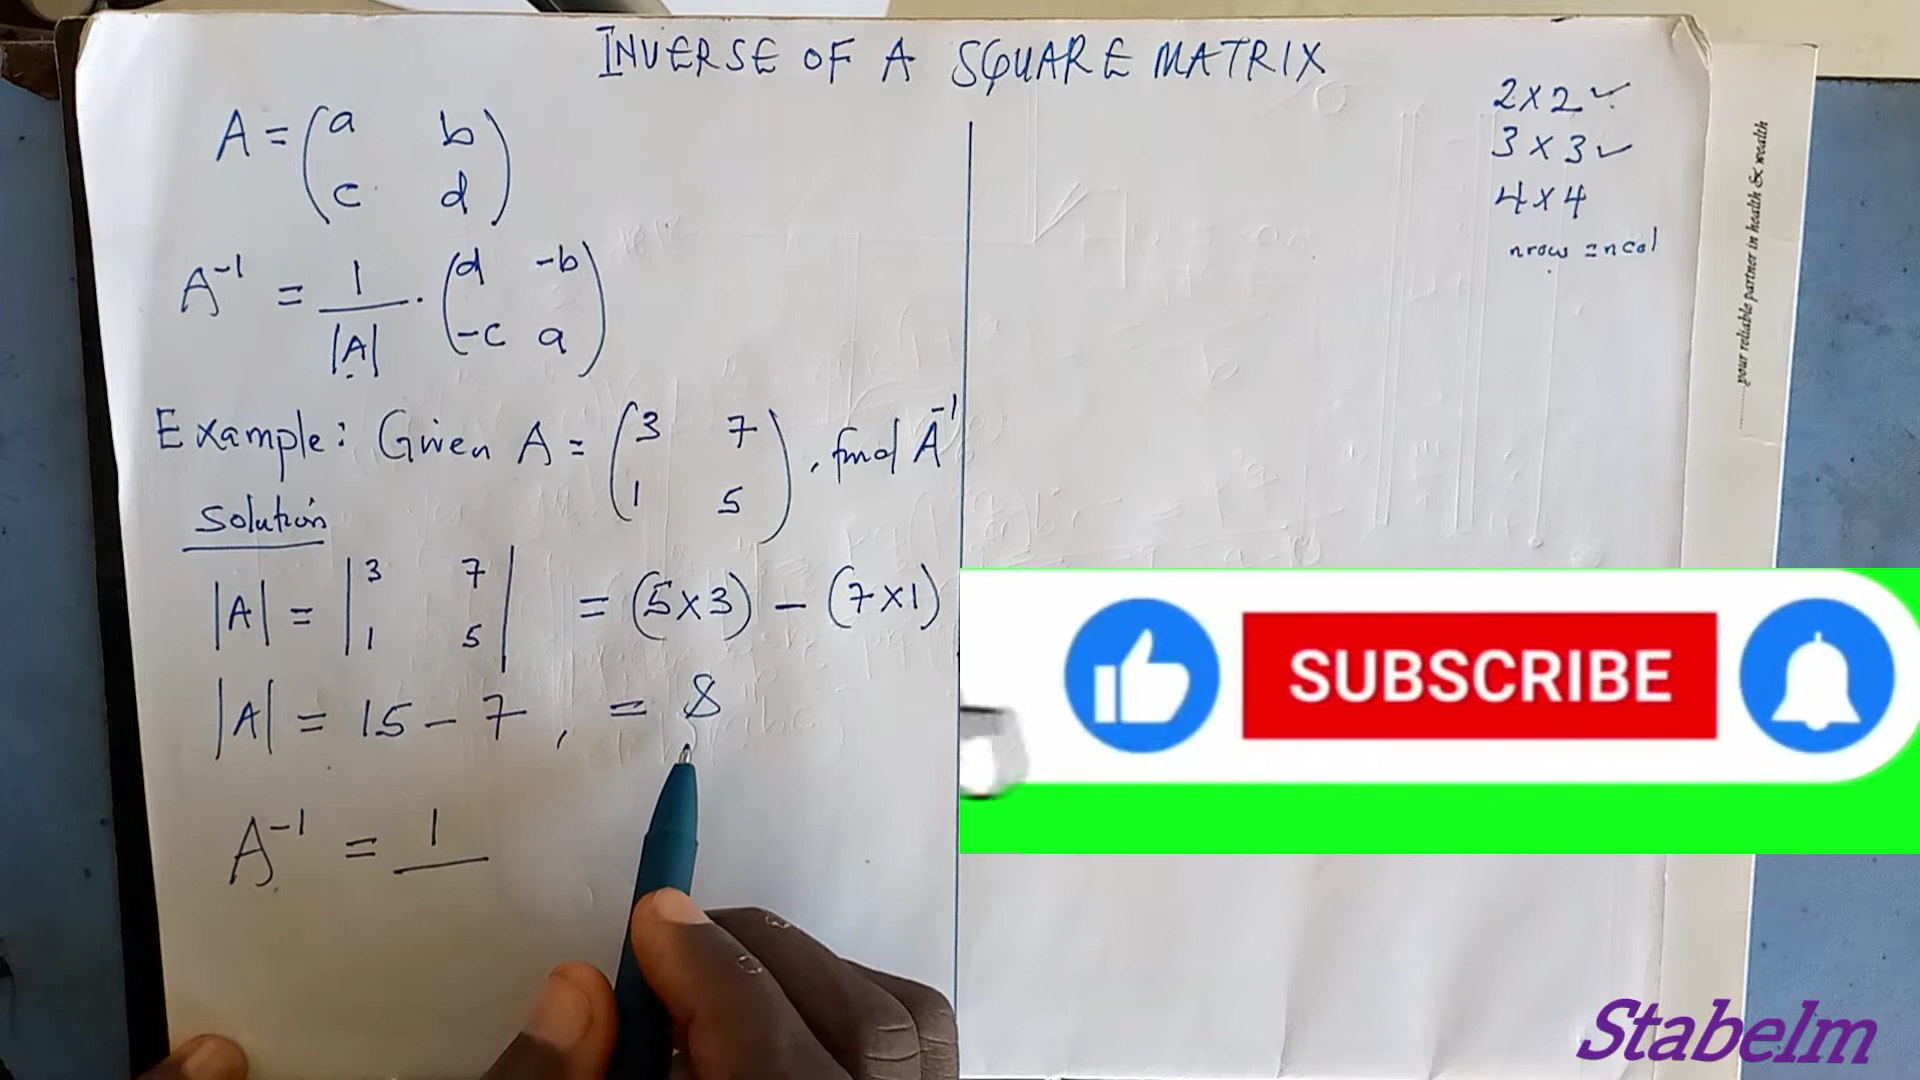 INVERSE OF A SQUARE MATRIX
A = (a b
c d)
A⁻¹ = 1/|A| · (d -b
-c a)
Example: Given A = (3 7
1 5), find A⁻¹
Solution
|A| = |3 7
1 5| = (5×3) − (7×1)
|A| = 15 − 7, = 8
A⁻¹ = 1
2×2 ✓
3×3 ✓
4×4
nrow = ncol
..........your reliable partner in health & wealth
SUBSCRIBE
Stabelm